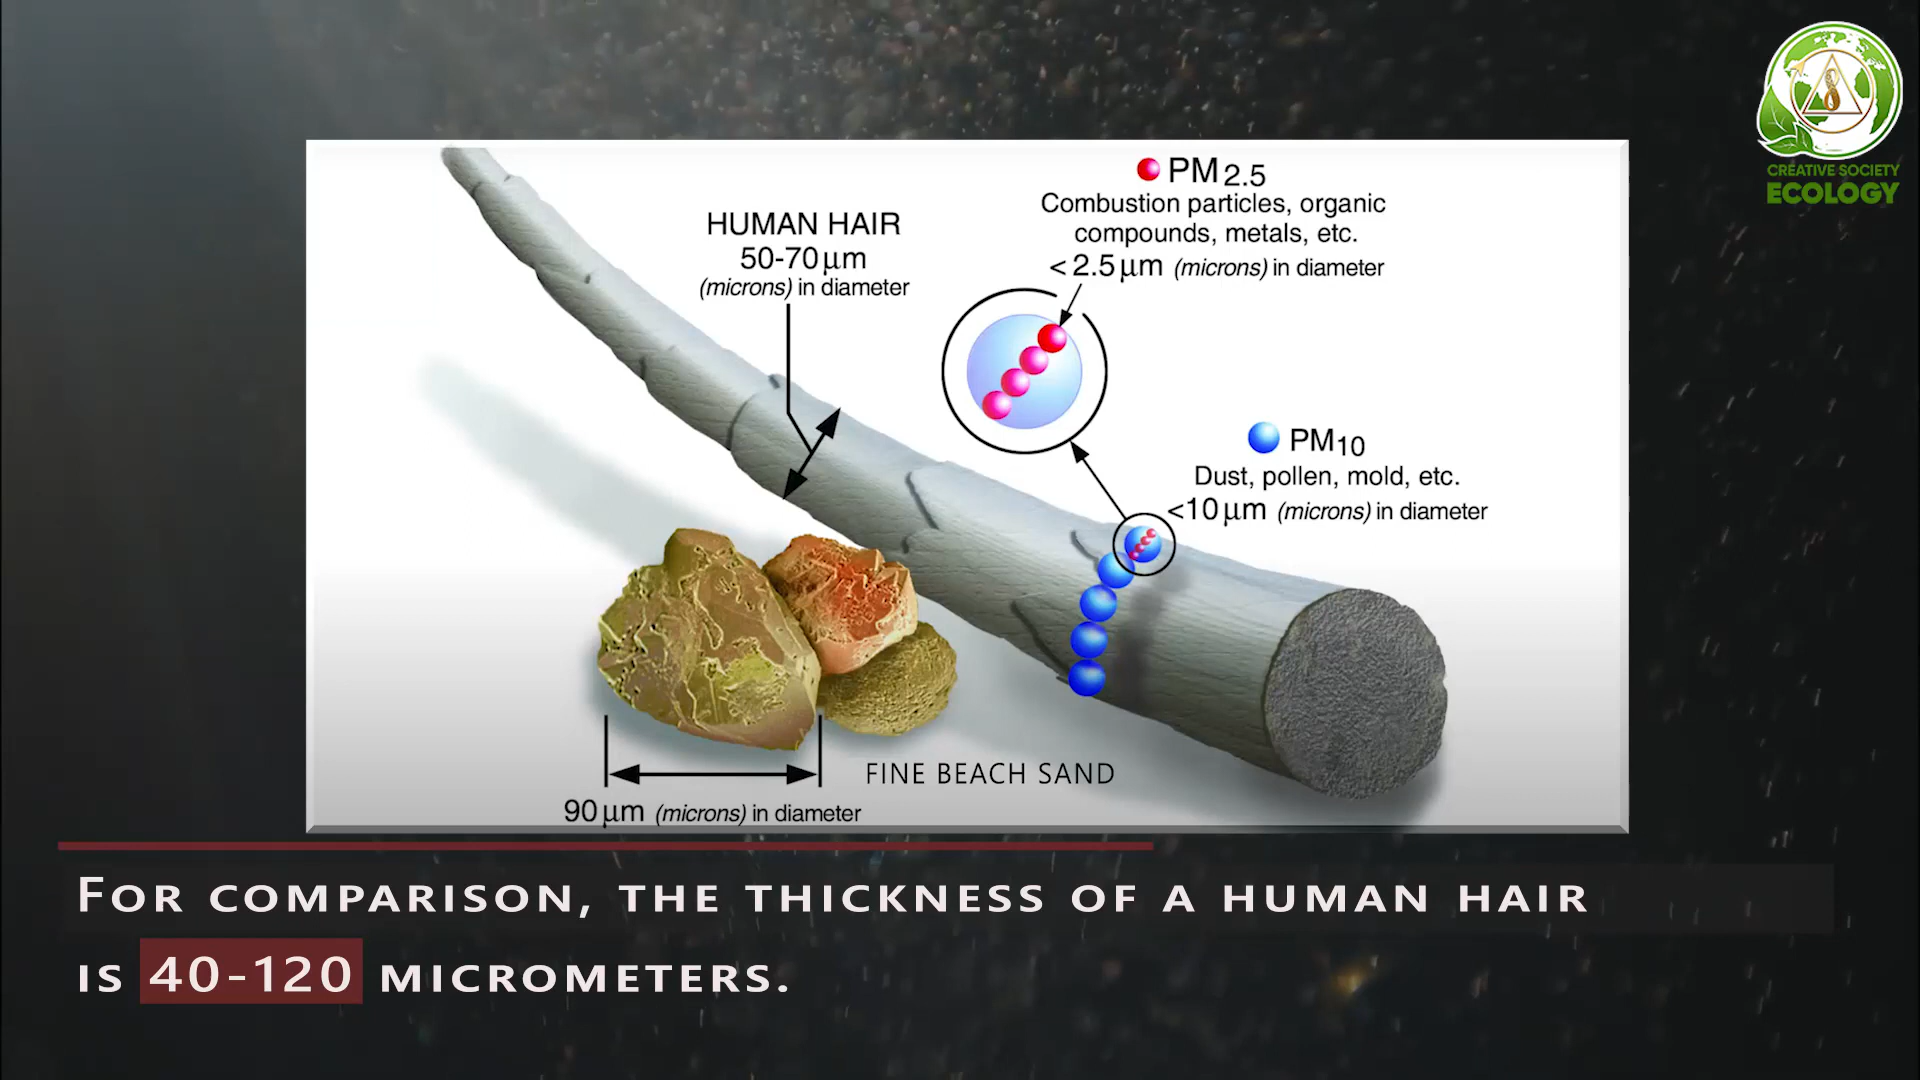 CREATIVE SOCIETY
ECOLOGY
PM2.5
Combustion particles, organic
compounds, metals, etc.
<2.5µm (microns) in diameter
HUMAN HAIR
50-70µm
(microns) in diameter
PM10
Dust, pollen, mold, etc.
<10µm (microns) in diameter
FINE BEACH SAND
90µm (microns) in diameter
FOR COMPARISON, THE THICKNESS OF A HUMAN HAIR
IS 40-120 MICROMETERS.